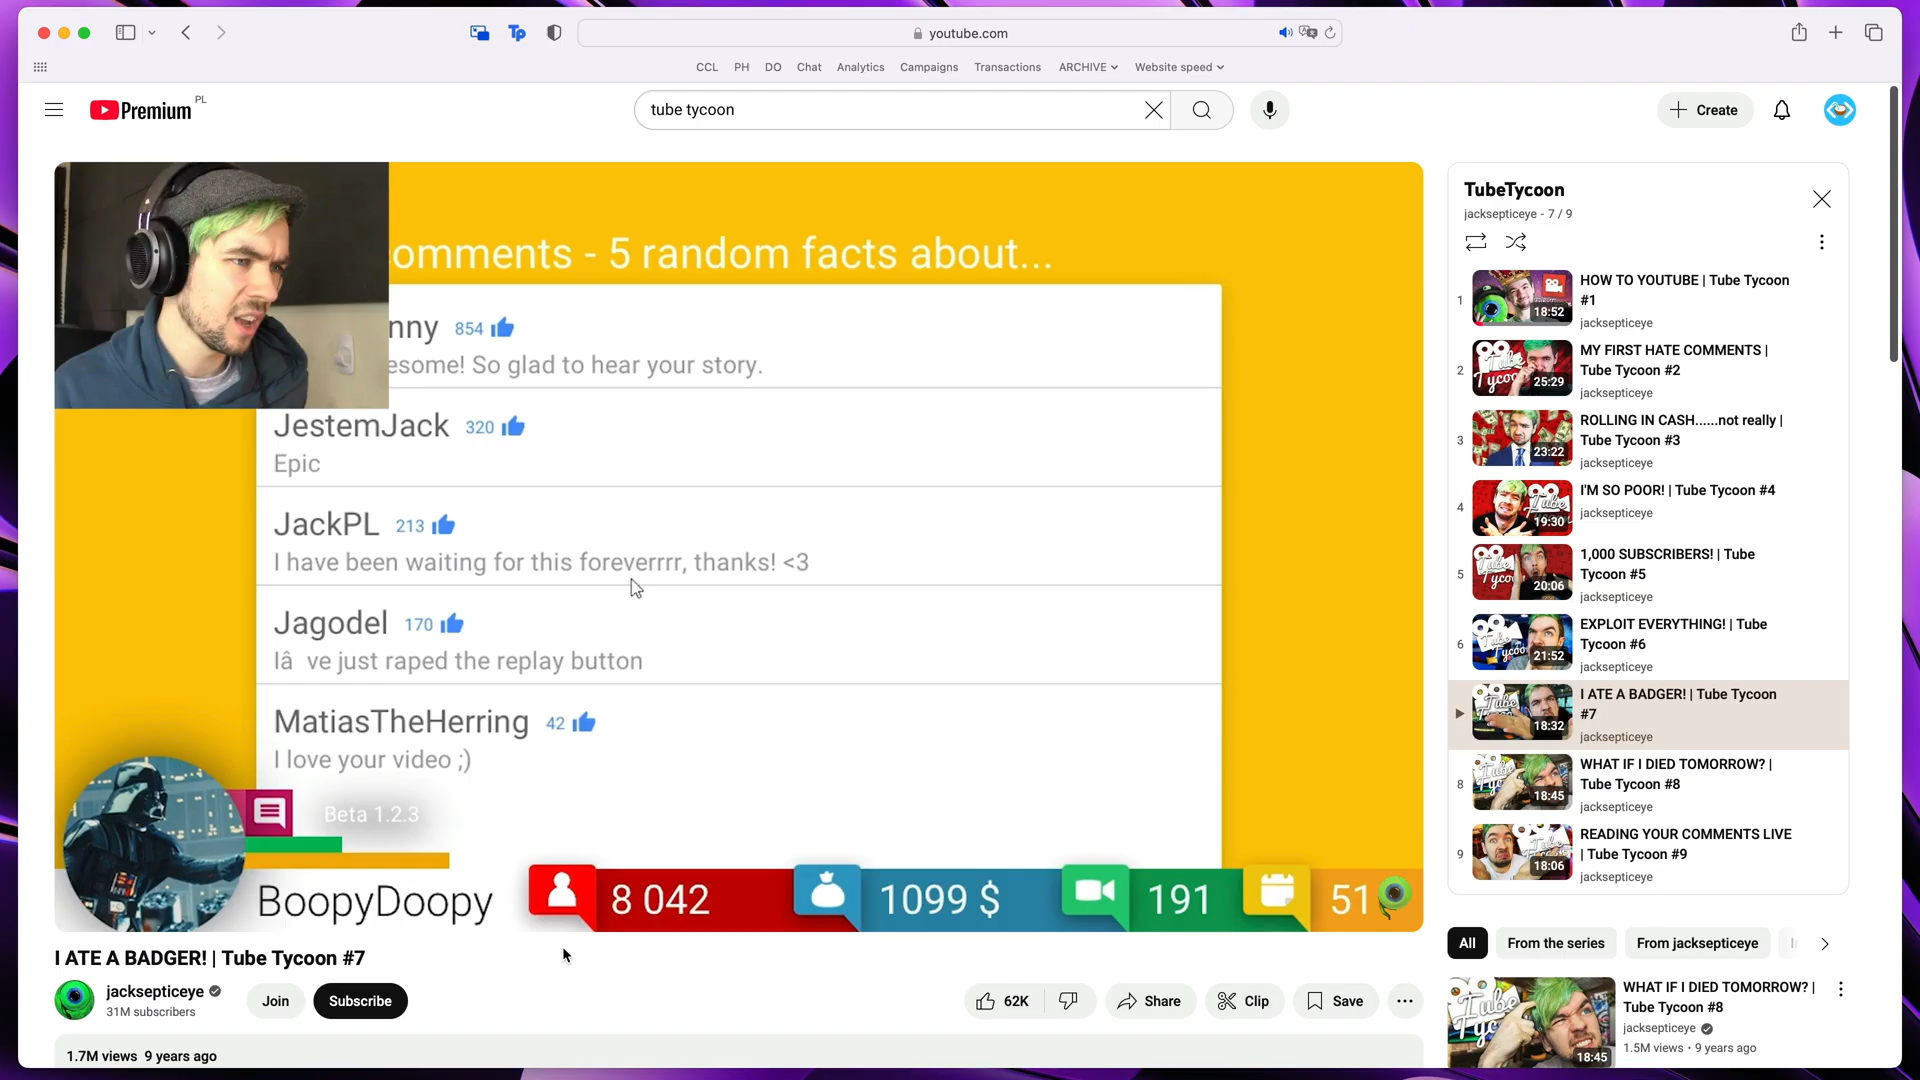 youtube.com
CCL PH DO Chat Analytics Campaigns Transactions ARCHIVE Website speed
Premium PL
tube tycoon
Create
omments - 5 random facts about...
nny 854
esome! So glad to hear your story.
JestemJack 320
Epic
JackPL 213
I have been waiting for this foreverrrr, thanks! <3
Jagodel 170
Iâ ve just raped the replay button
MatiasTheHerring 42
I love your video ;)
Beta 1.2.3
BoopyDoopy
8 042
1099 $
191
51
I ATE A BADGER! | Tube Tycoon #7
jacksepticeye
31M subscribers
Join
Subscribe
62K
Share
Clip
Save
1.7M views 9 years ago
TubeTycoon
jacksepticeye - 7 / 9
1
18:52
HOW TO YOUTUBE | Tube Tycoon
#1
jacksepticeye
2
Tube
Tycoon
25:29
MY FIRST HATE COMMENTS |
Tube Tycoon #2
jacksepticeye
3
23:22
ROLLING IN CASH......not really |
Tube Tycoon #3
jacksepticeye
4
Tube
19:30
I'M SO POOR! | Tube Tycoon #4
jacksepticeye
5
20:06
1,000 SUBSCRIBERS! | Tube
Tycoon #5
jacksepticeye
6
Tube
21:52
EXPLOIT EVERYTHING! | Tube
Tycoon #6
jacksepticeye
Tube
18:32
I ATE A BADGER! | Tube Tycoon
#7
jacksepticeye
8
18:45
WHAT IF I DIED TOMORROW? |
Tube Tycoon #8
jacksepticeye
9
18:06
READING YOUR COMMENTS LIVE
| Tube Tycoon #9
jacksepticeye
All
From the series
From jacksepticeye
Tube
18:45
WHAT IF I DIED TOMORROW? |
Tube Tycoon #8
jacksepticeye
1.5M views • 9 years ago